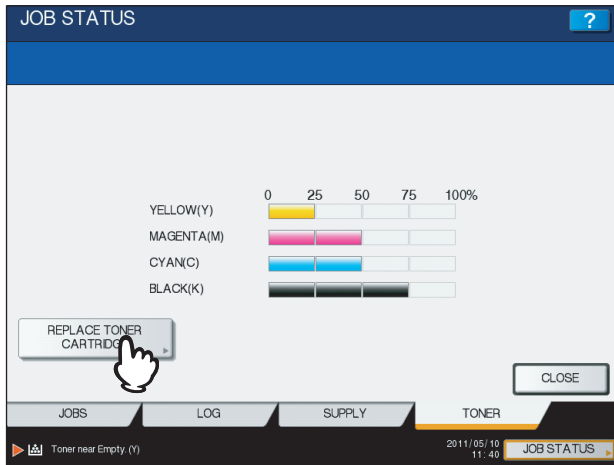 JOB STATUS
?
0 25 50 75 100%
YELLOW(Y)
MAGENTA(M)
CYAN(C)
BLACK(K)
REPLACE TONER
CLOSE
JOBS LOG SUPPLY TONER
Toner near Empty. (Y)
2011/05/10
11 : 40
JOB STATUS